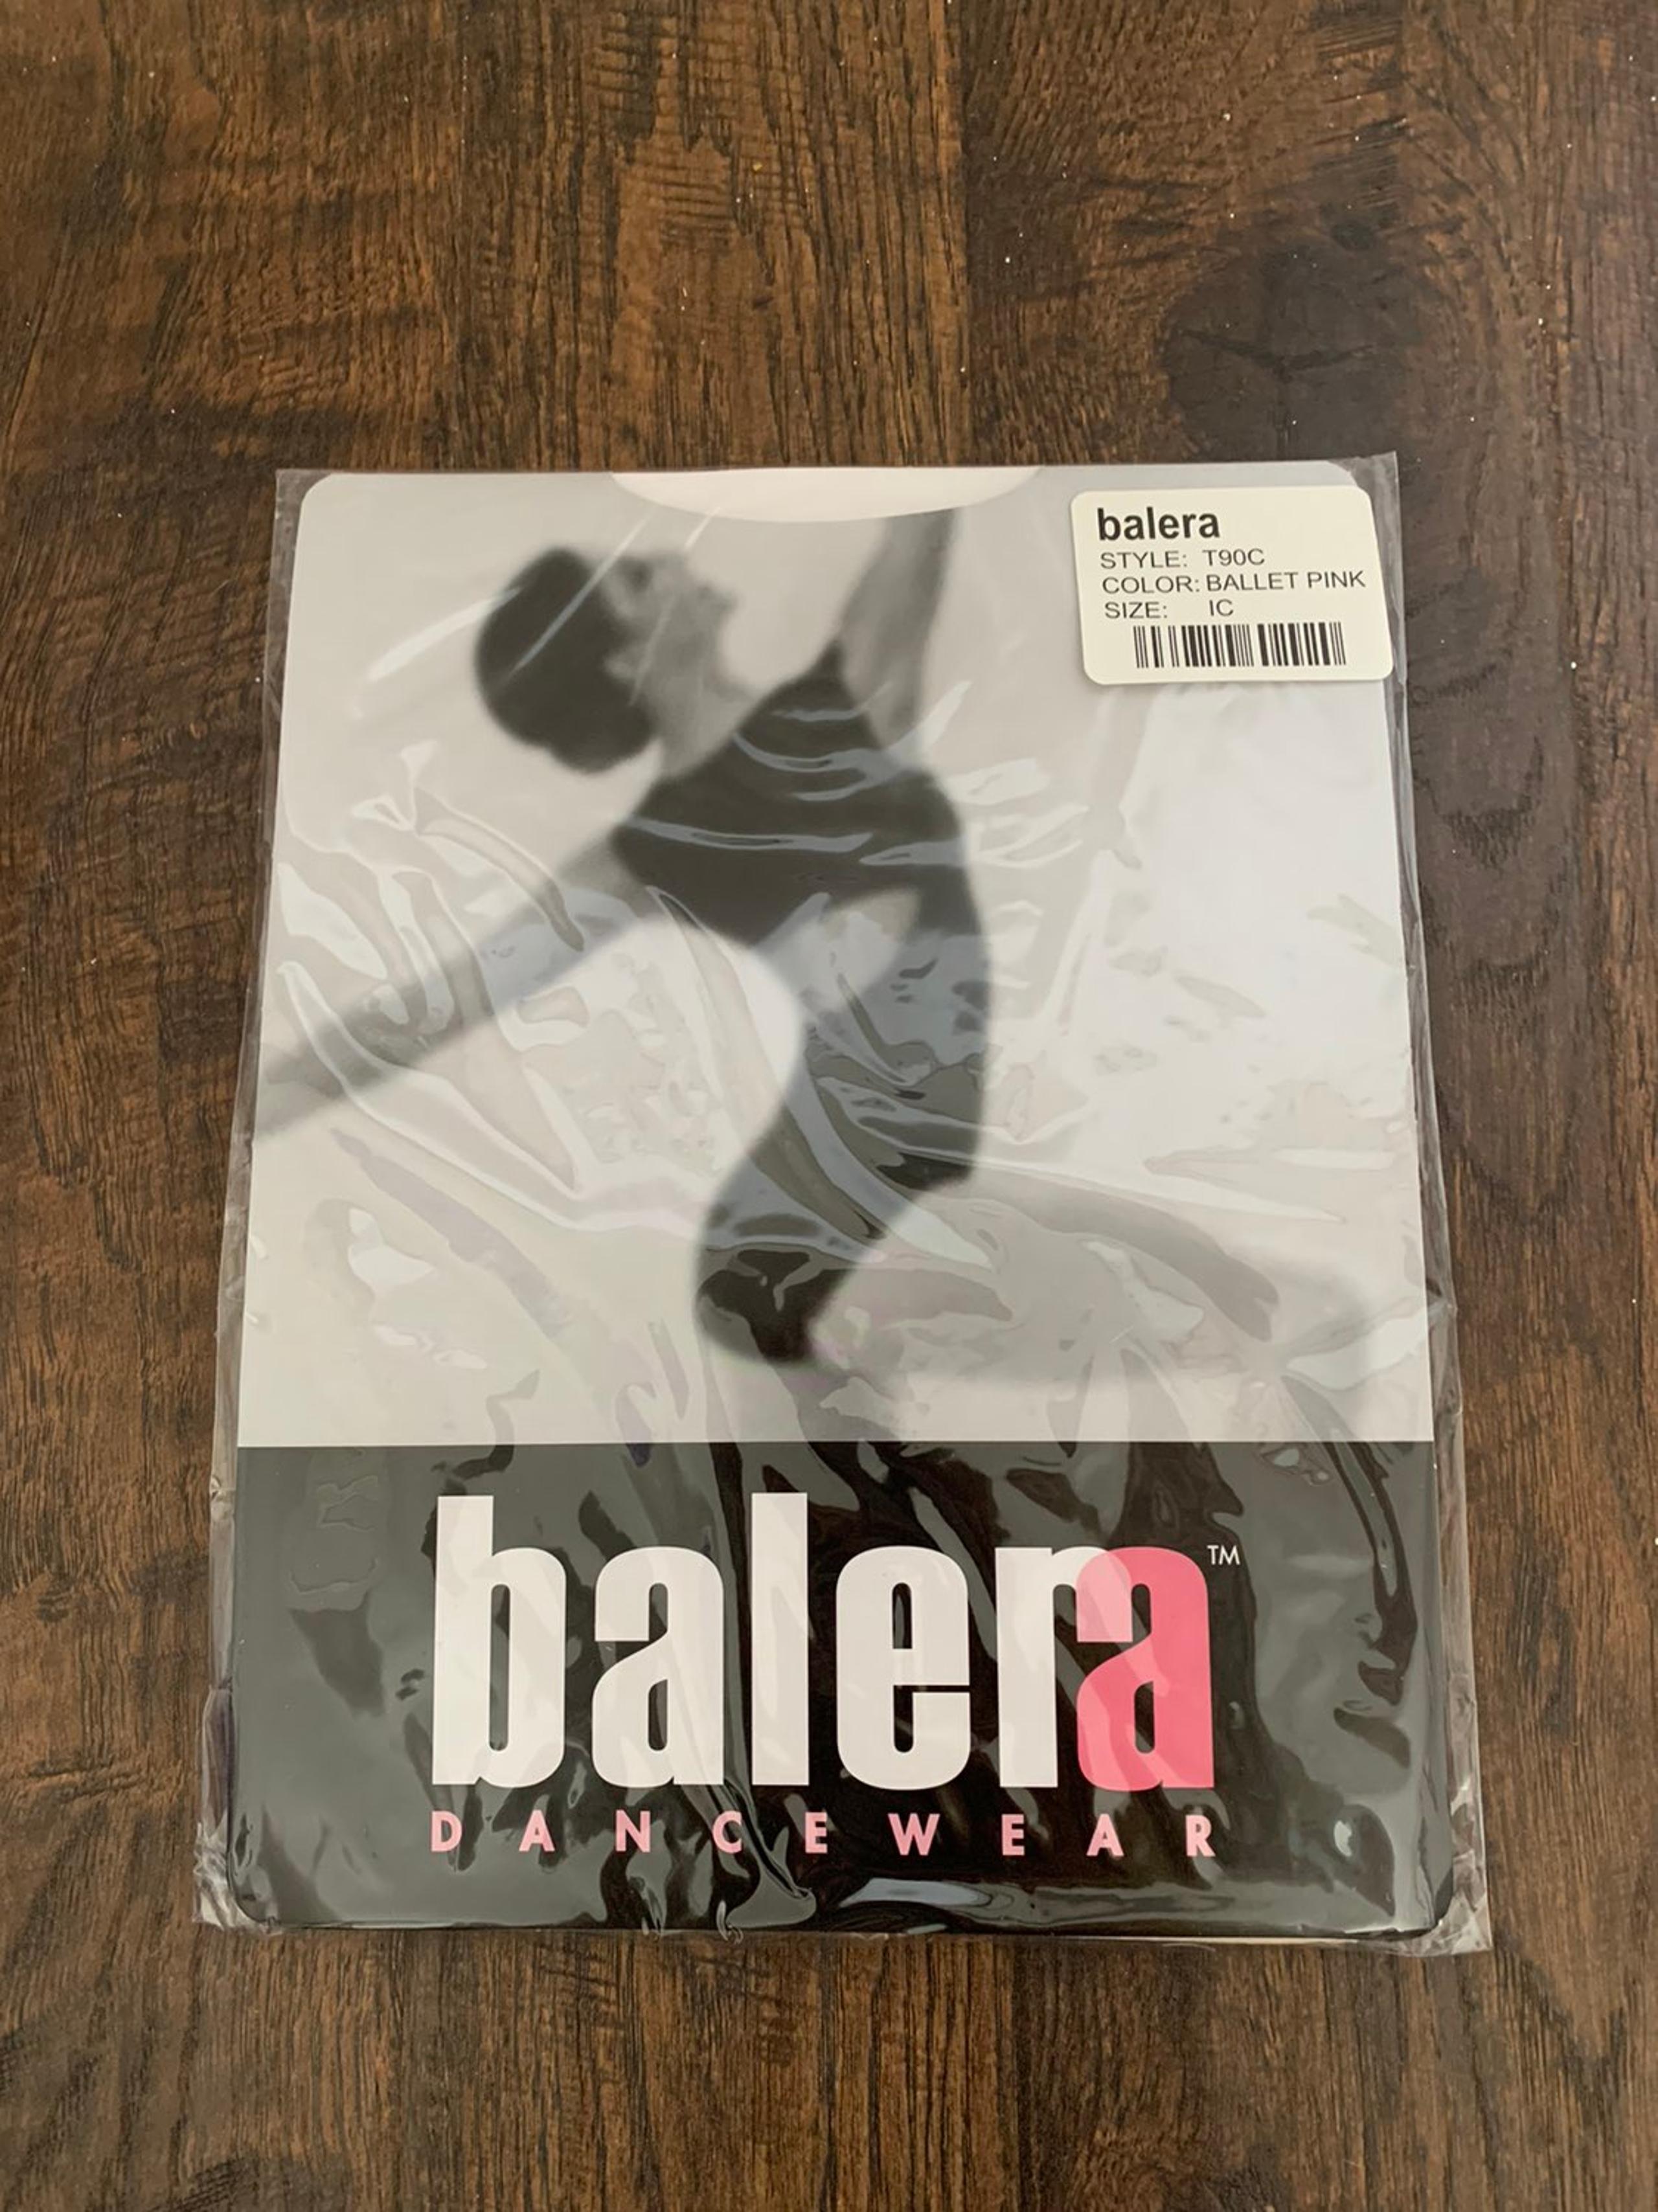 balera
STYLE: T90C
COLOR: BALLET PINK
SIZE: IC
balera™
DANCEWEAR